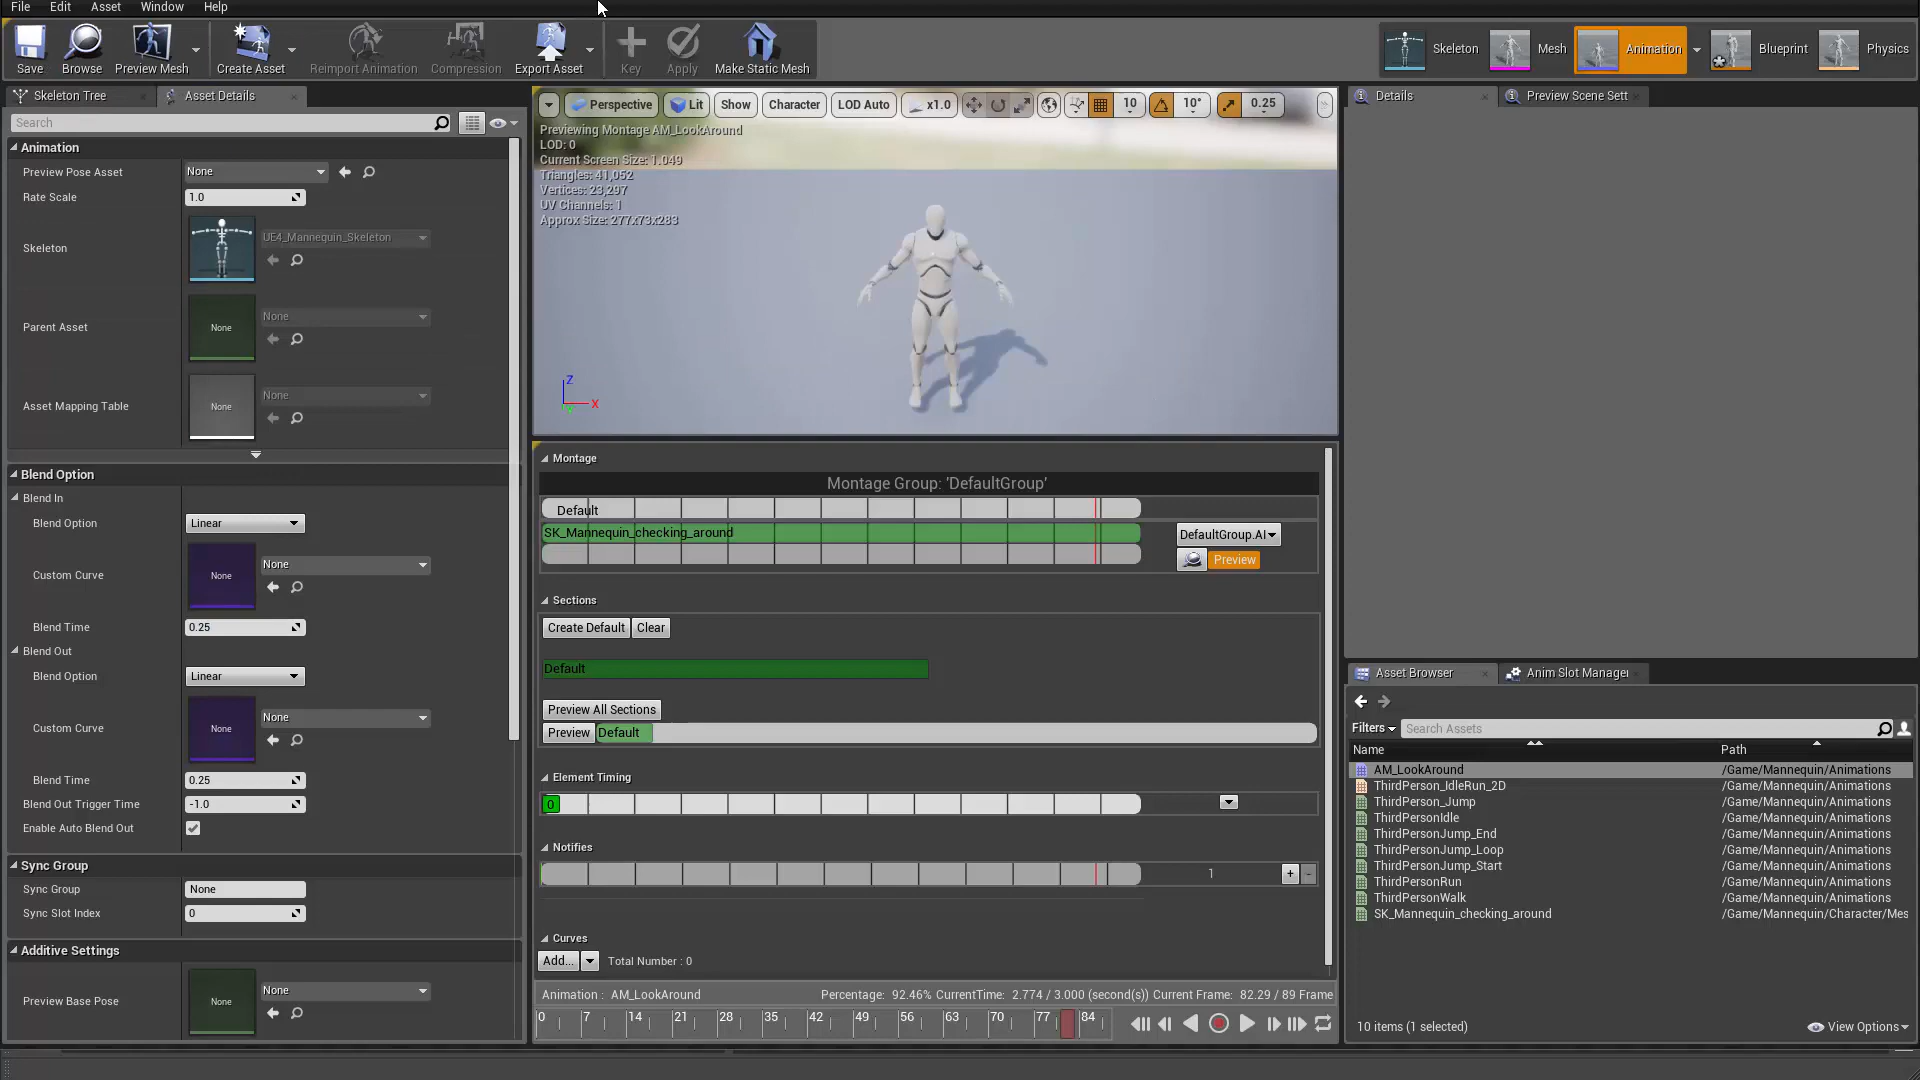 File Edit Asset Window Help
Save Browse Preview Mesh Create Asset Reimport Animation Compression Export Asset Key Apply Make Static Mesh
Skeleton Mesh Animation Blueprint Physics
Skeleton Tree Asset Details
Search
Animation
Preview Pose Asset None
Rate Scale 1.0
Skeleton UE4_Mannequin_Skeleton
Parent Asset None None
Asset Mapping Table None None
Blend Option
Blend In
Blend Option Linear
Custom Curve None None
Blend Time 0.25
Blend Out
Blend Option Linear
Custom Curve None None
Blend Time 0.25
Blend Out Trigger Time -1.0
Enable Auto Blend Out
Sync Group
Sync Group None
Sync Slot Index 0
Additive Settings
Preview Base Pose None None
Perspective Lit Show Character LOD Auto x1.0 10 10° 0.25
Previewing Montage AM_LookAround
LOD: 0
Current Screen Size: 1.049
Triangles: 41,052
Vertices: 23,297
UV Channels: 1
Approx Size: 277x73x283
Z
X
Y
Montage
Montage Group: 'DefaultGroup'
Default
SK_Mannequin_checking_around DefaultGroup.AI
Preview
Sections
Create Default Clear
Default
Preview All Sections
Preview Default
Element Timing
0
Notifies
1 + -
Curves
Add... Total Number : 0
Animation : AM_LookAround Percentage: 92.46% CurrentTime: 2.774 / 3.000 (second(s)) Current Frame: 82.29 / 89 Frame
0 7 14 21 28 35 42 49 56 63 70 77 84
Details Preview Scene Sett
Asset Browser Anim Slot Manager
Filters Search Assets
Name Path
AM_LookAround /Game/Mannequin/Animations
ThirdPerson_IdleRun_2D /Game/Mannequin/Animations
ThirdPerson_Jump /Game/Mannequin/Animations
ThirdPersonIdle /Game/Mannequin/Animations
ThirdPersonJump_End /Game/Mannequin/Animations
ThirdPersonJump_Loop /Game/Mannequin/Animations
ThirdPersonJump_Start /Game/Mannequin/Animations
ThirdPersonRun /Game/Mannequin/Animations
ThirdPersonWalk /Game/Mannequin/Animations
SK_Mannequin_checking_around /Game/Mannequin/Character/Mes
10 items (1 selected) View Options